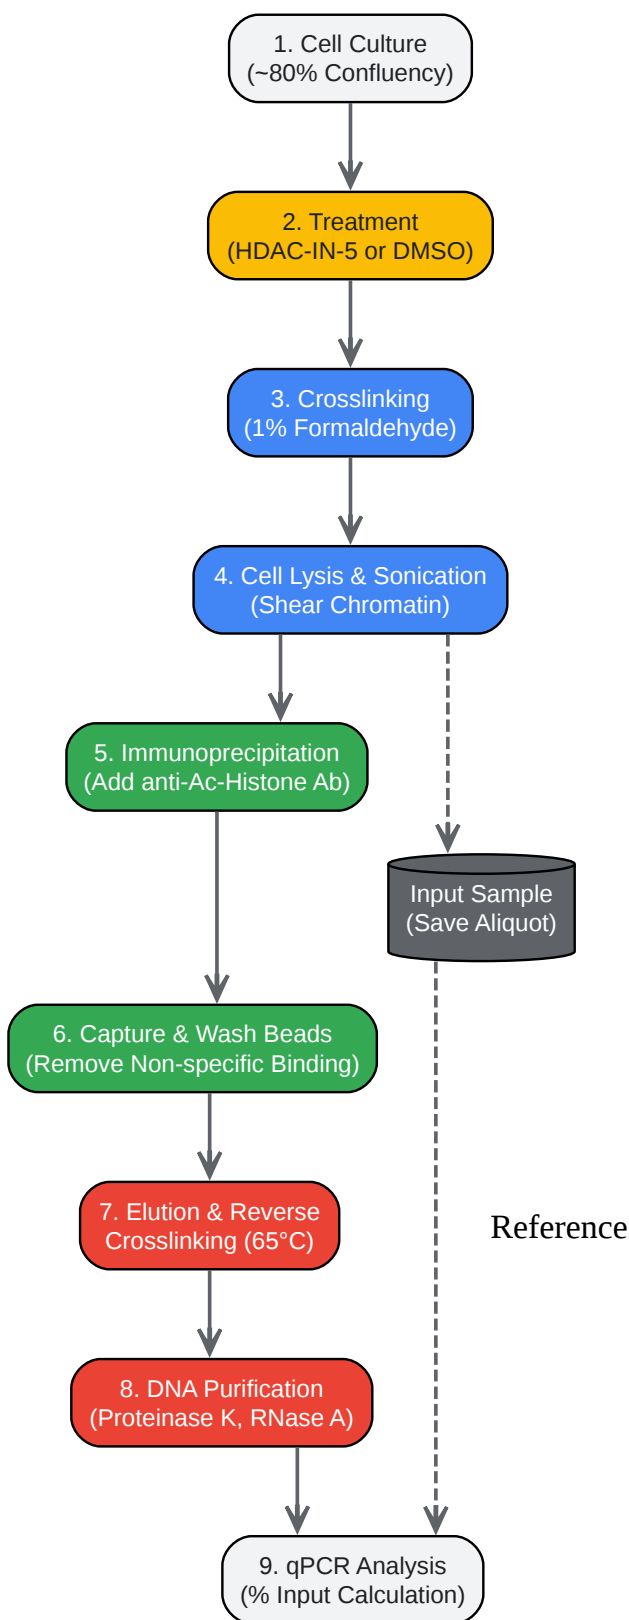 1. Cell Culture
(~80% Confluency)
2. Treatment
(HDAC-IN-5 or DMSO)
3. Crosslinking
(1% Formaldehyde)
4. Cell Lysis & Sonication
(Shear Chromatin)
5. Immunoprecipitation
(Add anti-Ac-Histone Ab)
Input Sample
(Save Aliquot)
6. Capture & Wash Beads
(Remove Non-specific Binding)
7. Elution & Reverse
Crosslinking (65°C)
Reference
8. DNA Purification
(Proteinase K, RNase A)
9. qPCR Analysis
(% Input Calculation)